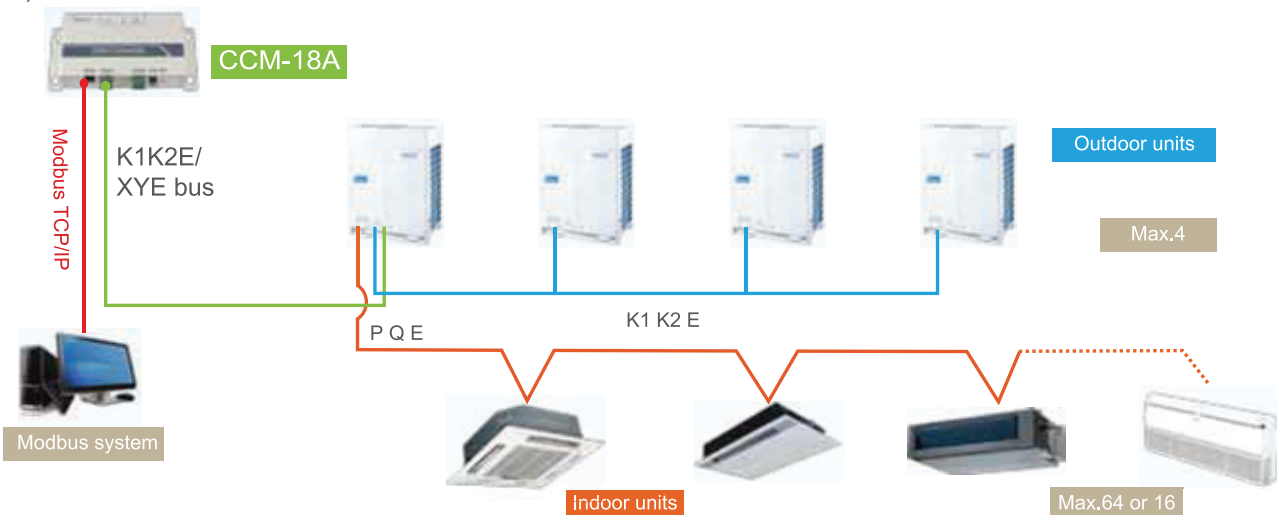 CCM-18A
Modbus TCP/IP
K1K2E/
XYE bus
Outdoor units
Max.4
K1 K2 E
P Q E
Modbus system
Indoor units
Max.64 or 16